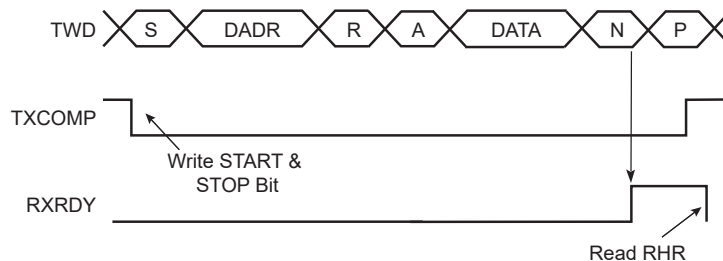 TWD S DADR R A DATA N P
TXCOMP
Write START &
STOP Bit
RXRDY
Read RHR